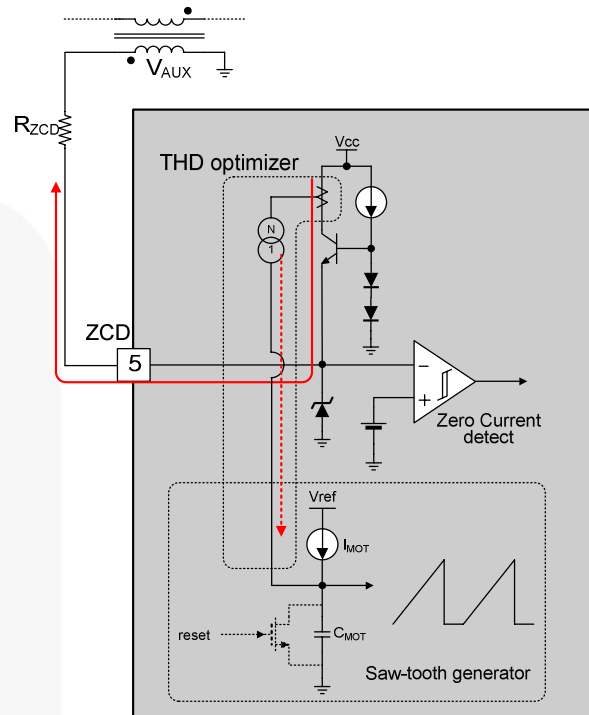 VAUX
RZCD
Vcc
THD optimizer
N
1
ZCD
5
−
+
Zero Current
detect
Vref
IMOT
reset
CMOT
Saw-tooth generator